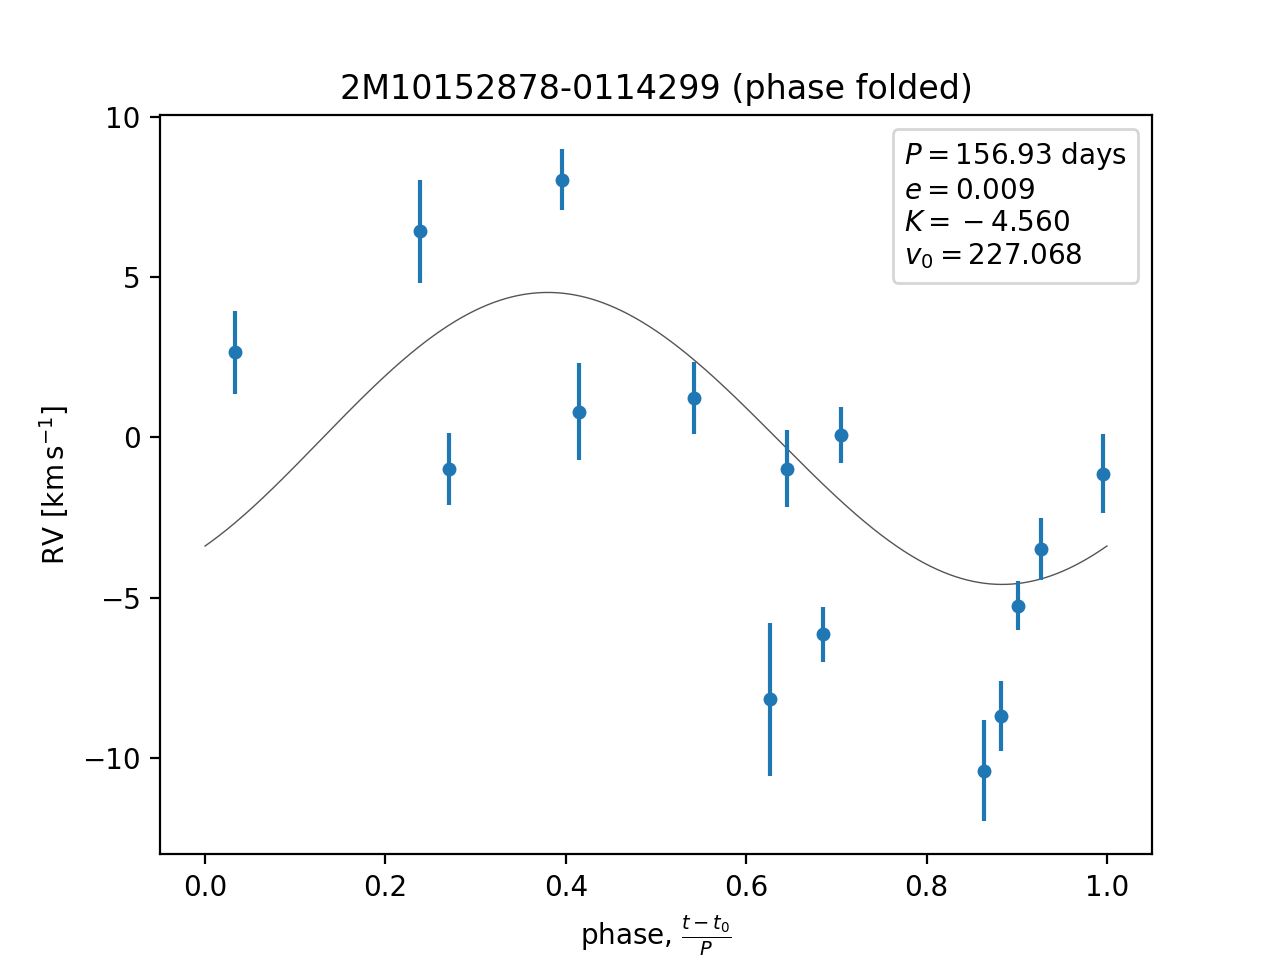 2M10152878-0114299 (phase folded)
10
5
0
−5
−10
RV [km s⁻¹]
P = 156.93 days
e = 0.009
K = − 4.560
v₀ = 227.068
0.0 0.2 0.4 0.6 0.8 1.0
phase, (t − t₀)/P